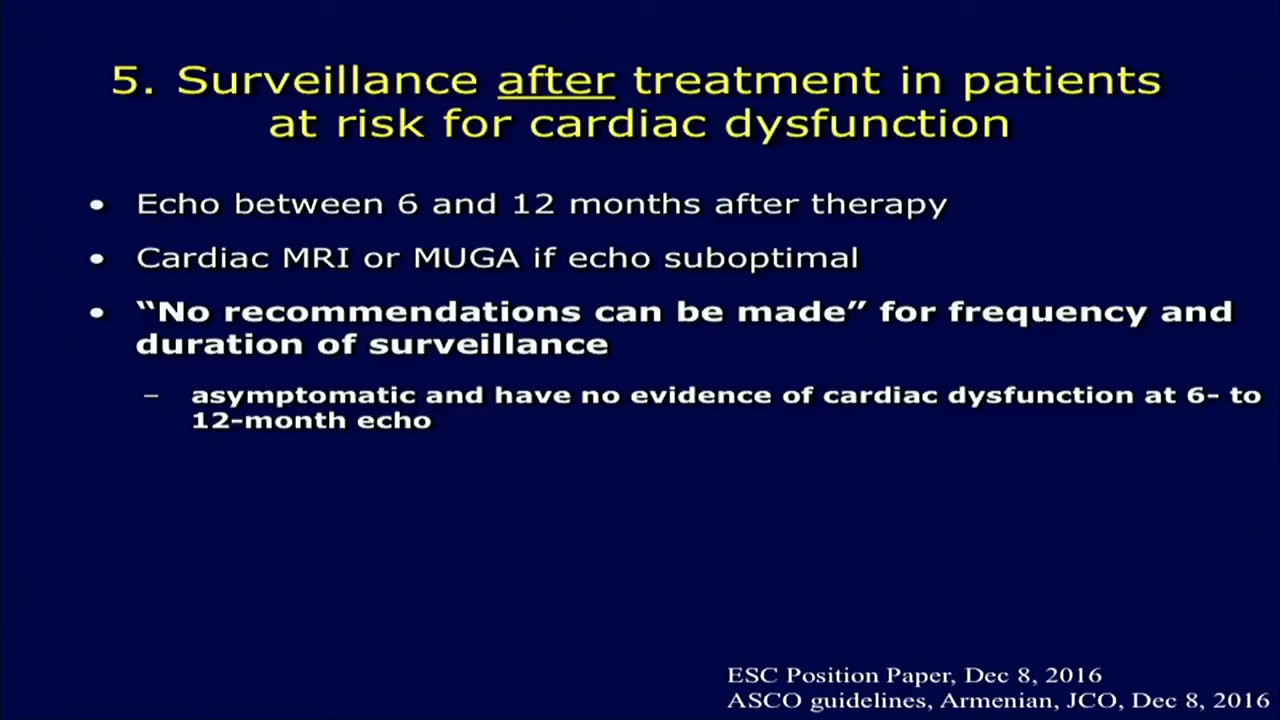 5. Surveillance after treatment in patients
at risk for cardiac dysfunction
• Echo between 6 and 12 months after therapy
• Cardiac MRI or MUGA if echo suboptimal
• “No recommendations can be made” for frequency and
duration of surveillance
– asymptomatic and have no evidence of cardiac dysfunction at 6- to
12-month echo
ESC Position Paper, Dec 8, 2016
ASCO guidelines, Armenian, JCO, Dec 8, 2016